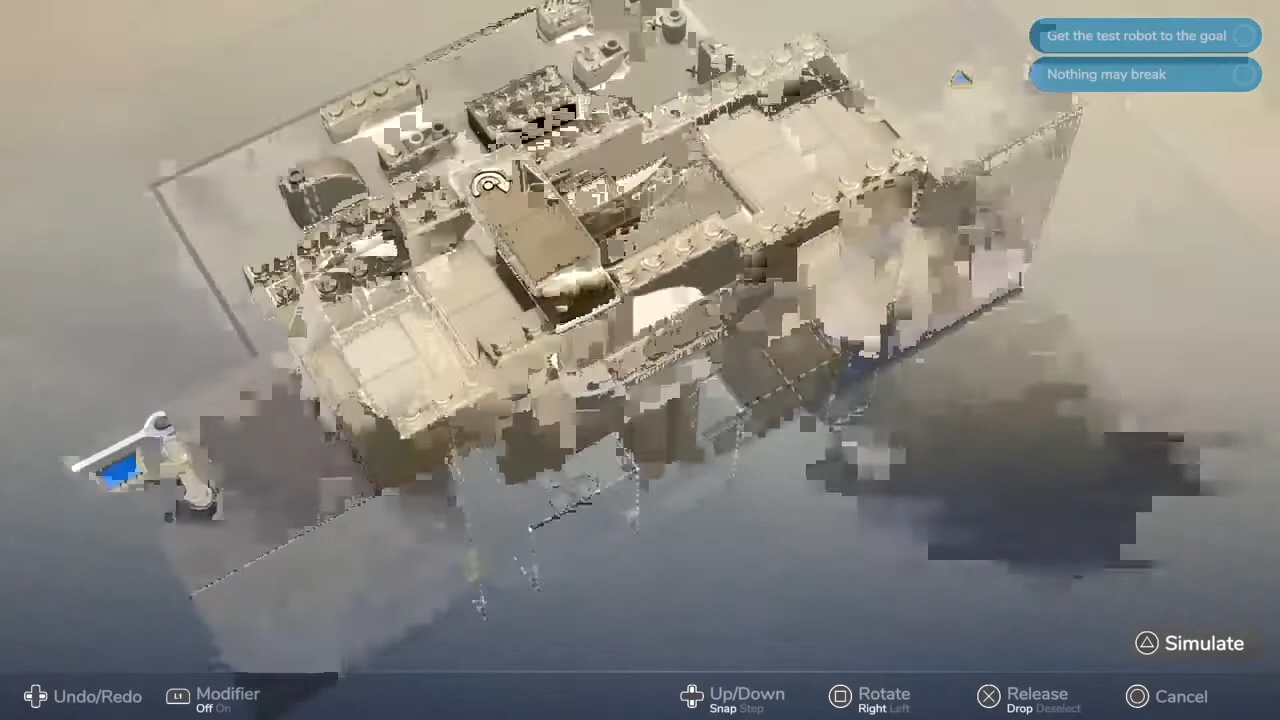 Get the test robot to the goal
Nothing may break
Simulate
Undo/Redo
L1
Modifier
Off On
Up/Down
Snap Step
Rotate
Right Left
Release
Drop Deselect
Cancel